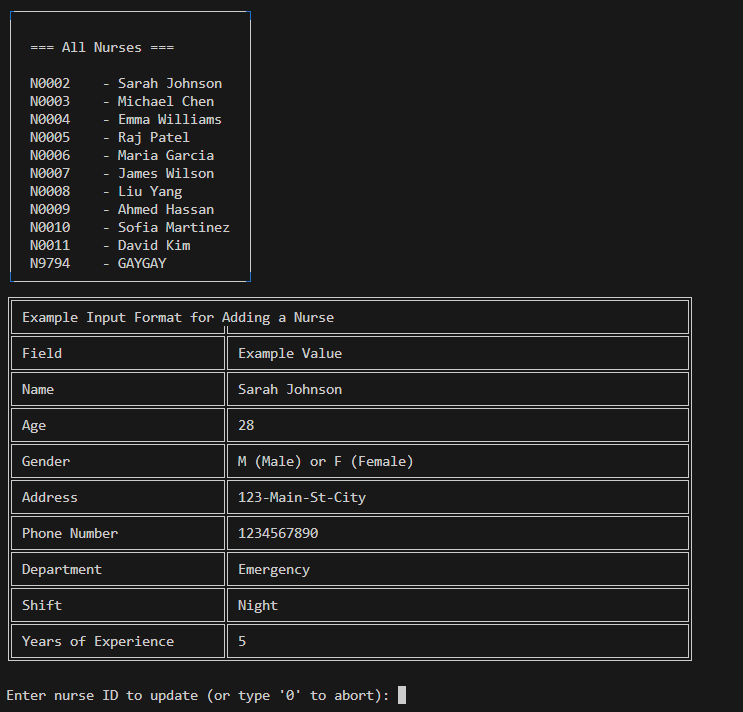 === All Nurses ===
N0002 - Sarah Johnson
N0003 - Michael Chen
N0004 - Emma Williams
N0005 - Raj Patel
N0006 - Maria Garcia
N0007 - James Wilson
N0008 - Liu Yang
N0009 - Ahmed Hassan
N0010 - Sofia Martinez
N0011 - David Kim
N9794 - GAYGAY
Example Input Format for Adding a Nurse
Field Example Value
Name Sarah Johnson
Age 28
Gender M (Male) or F (Female)
Address 123-Main-St-City
Phone Number 1234567890
Department Emergency
Shift Night
Years of Experience 5
Enter nurse ID to update (or type '0' to abort):